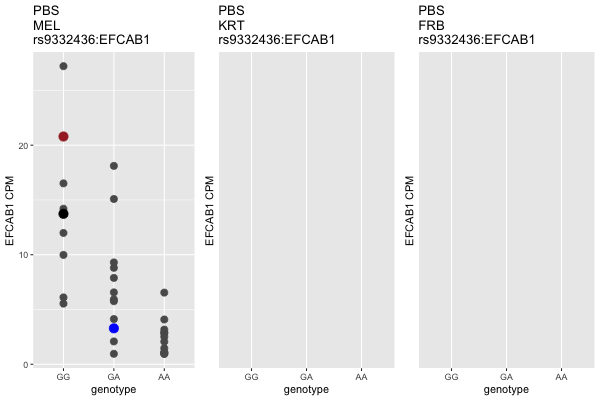 PBS
MEL
rs9332436:EFCAB1
EFCAB1 CPM
20
10
0
GG GA AA
genotype
PBS
KRT
rs9332436:EFCAB1
EFCAB1 CPM
GG GA AA
genotype
PBS
FRB
rs9332436:EFCAB1
EFCAB1 CPM
GG GA AA
genotype